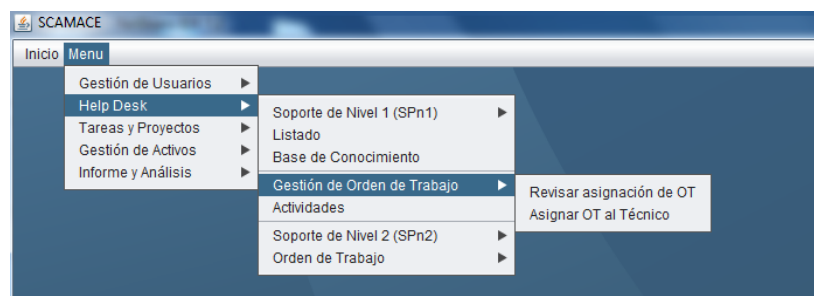 SCAMACE
Inicio Menu
Gestión de Usuarios
Help Desk
Tareas y Proyectos
Gestión de Activos
Informe y Análisis
Soporte de Nivel 1 (SPn1)
Listado
Base de Conocimiento
Gestión de Orden de Trabajo
Actividades
Soporte de Nivel 2 (SPn2)
Orden de Trabajo
Revisar asignación de OT
Asignar OT al Técnico